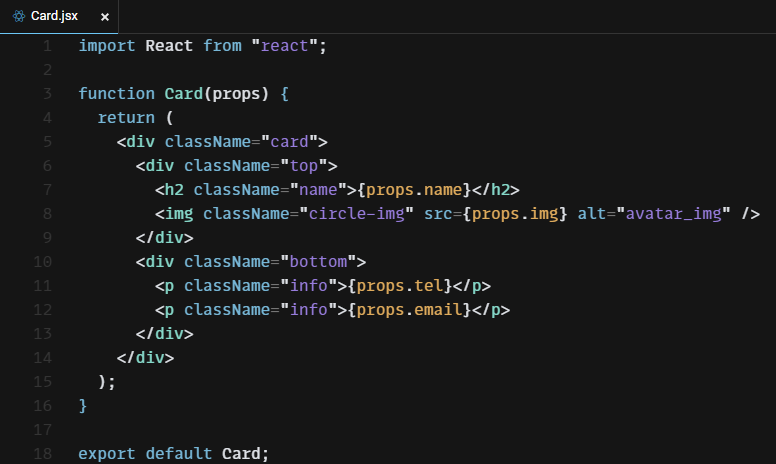 Card.jsx ×
1 import React from "react";
2
3 function Card(props) {
4   return (
5     <div className="card">
6       <div className="top">
7         <h2 className="name">{props.name}</h2>
8         <img className="circle-img" src={props.img} alt="avatar_img" />
9       </div>
10       <div className="bottom">
11         <p className="info">{props.tel}</p>
12         <p className="info">{props.email}</p>
13       </div>
14     </div>
15   );
16 }
17
18 export default Card;